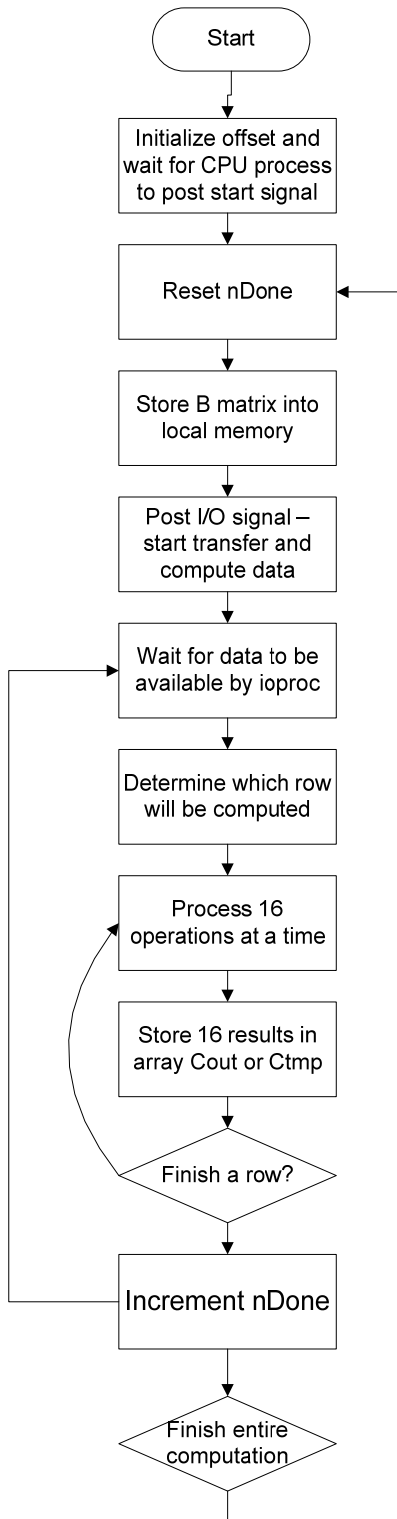 Start
Initialize offset and
wait for CPU process
to post start signal
Reset nDone
Store B matrix into
local memory
Post I/O signal –
start transfer and
compute data
Wait for data to be
available by ioproc
Determine which row
will be computed
Process 16
operations at a time
Store 16 results in
array Cout or Ctmp
Finish a row?
Increment nDone
Finish entire
computation